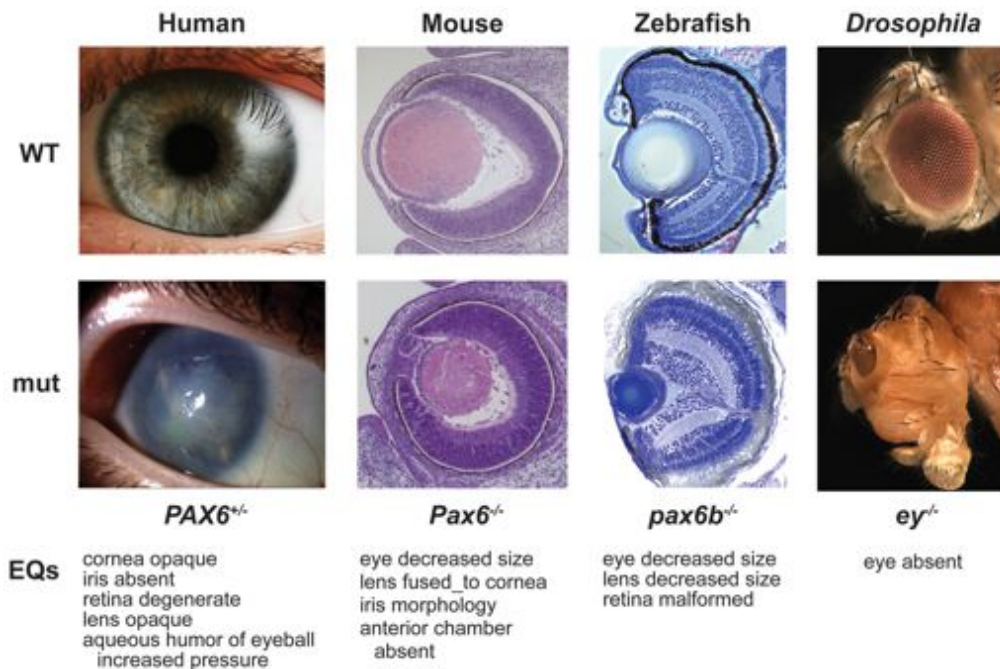 Human Mouse Zebrafish Drosophila
WT
mut
PAX6+/- Pax6-/- pax6b-/- ey-/-
EQs
cornea opaque
iris absent
retina degenerate
lens opaque
aqueous humor of eyeball
increased pressure
eye decreased size
lens fused_to cornea
iris morphology
anterior chamber
absent
eye decreased size
lens decreased size
retina malformed
eye absent